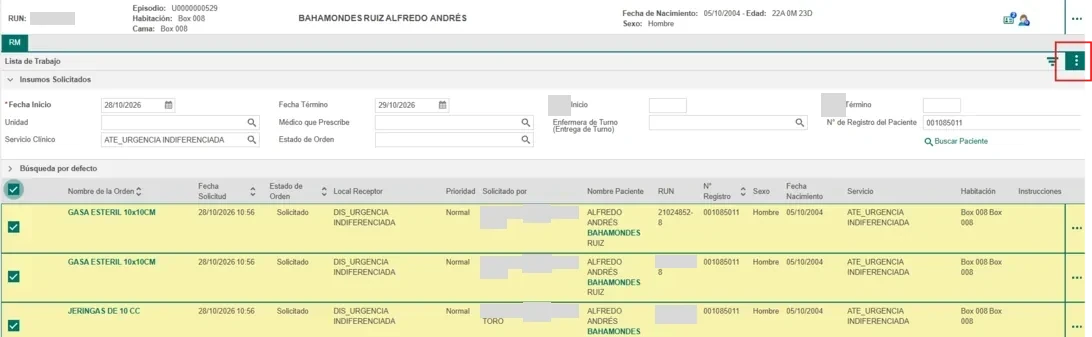 RUN:
Episodio: U0000000529
Habitación: Box 008
Cama: Box 008
BAHAMONDES RUIZ ALFREDO ANDRÉS
Fecha de Nacimiento: 05/10/2004 - Edad: 22A 0M 23D
Sexo: Hombre
RM
Lista de Trabajo
Insumos Solicitados
* Fecha Inicio 28/10/2026 Fecha Término 29/10/2026 Inicio Término
Unidad Médico que Prescribe Enfermera de Turno (Entrega de Turno) N° de Registro del Paciente 001085011
Servicio Clínico ATE_URGENCIA INDIFERENCIADA Estado de Orden Buscar Paciente
Búsqueda por defecto
Nombre de la Orden Fecha Solicitud Estado de Orden Local Receptor Prioridad Solicitado por Nombre Paciente RUN N° Registro Sexo Fecha Nacimiento Servicio Habitación Instrucciones
GASA ESTERIL 10x10CM 28/10/2026 10:56 Solicitado DIS_URGENCIA INDIFERENCIADA Normal ALFREDO ANDRÉS BAHAMONDES RUIZ 21024852-8 001085011 Hombre 05/10/2004 ATE_URGENCIA INDIFERENCIADA Box 008 Box 008
GASA ESTERIL 10x10CM 28/10/2026 10:56 Solicitado DIS_URGENCIA INDIFERENCIADA Normal ALFREDO ANDRÉS BAHAMONDES RUIZ 8 001085011 Hombre 05/10/2004 ATE_URGENCIA INDIFERENCIADA Box 008 Box 008
JERINGAS DE 10 CC 28/10/2026 10:56 Solicitado DIS_URGENCIA INDIFERENCIADA Normal TORO ALFREDO ANDRÉS BAHAMONDES 001085011 Hombre 05/10/2004 ATE_URGENCIA INDIFERENCIADA Box 008 Box 008